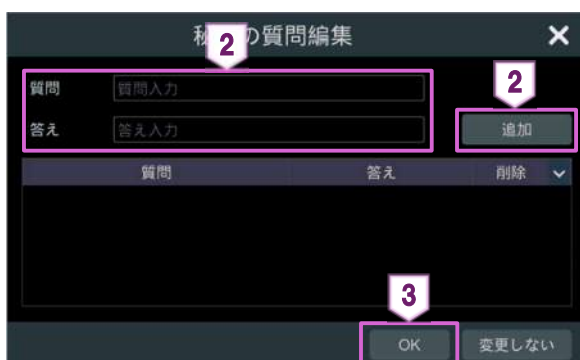 秘 の質問編集
2
2
質問 質問入力
答え 答え入力
追加
質問 答え 削除
3
OK 変更しない